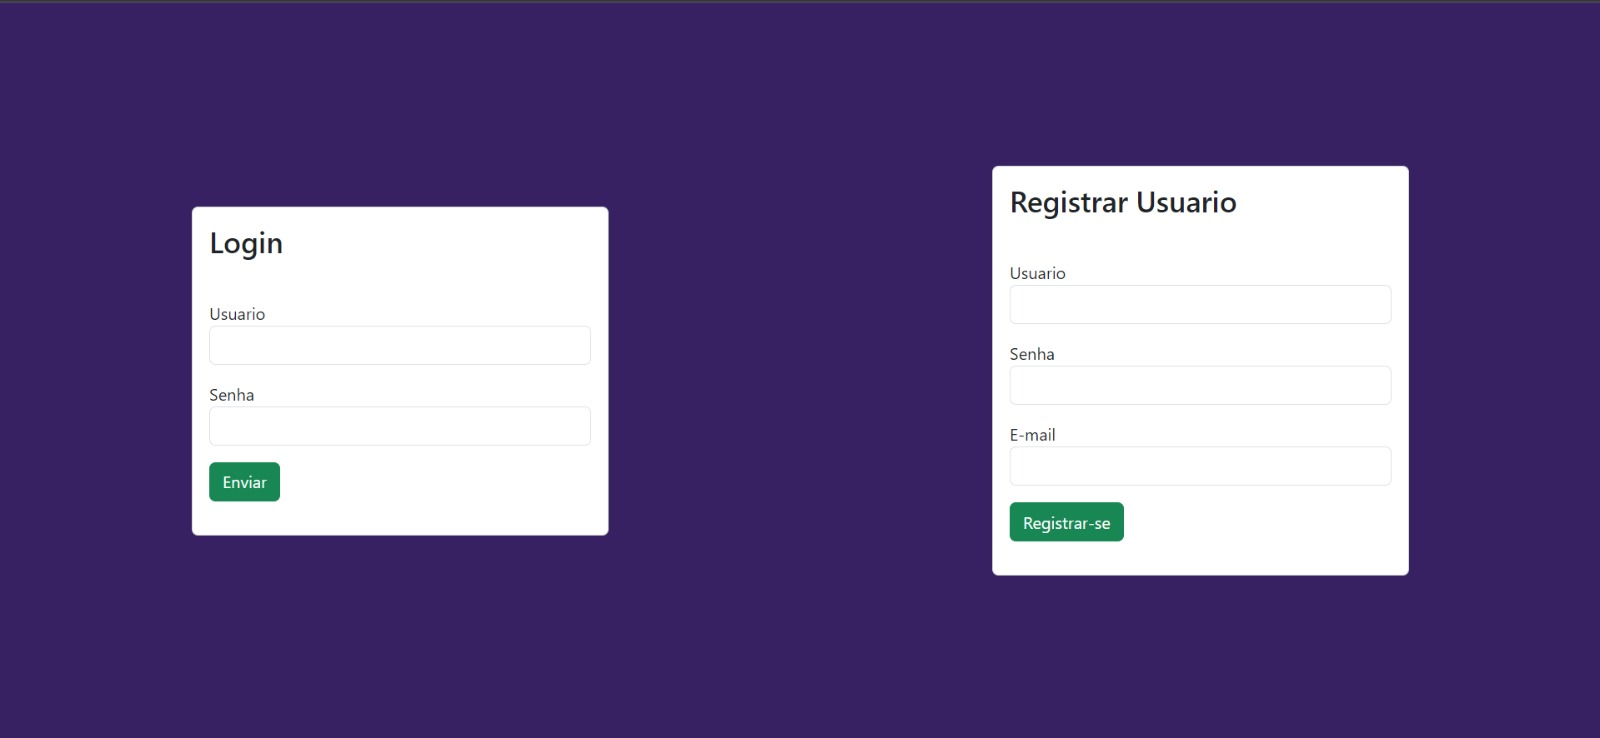 Login
Usuario
Senha
Enviar
Registrar Usuario
Usuario
Senha
E-mail
Registrar-se